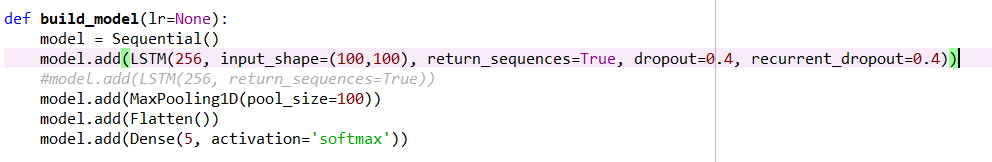 def build_model(lr=None):
    model = Sequential()
    model.add(LSTM(256, input_shape=(100,100), return_sequences=True, dropout=0.4, recurrent_dropout=0.4))
    #model.add(LSTM(256, return_sequences=True))
    model.add(MaxPooling1D(pool_size=100))
    model.add(Flatten())
    model.add(Dense(5, activation='softmax'))